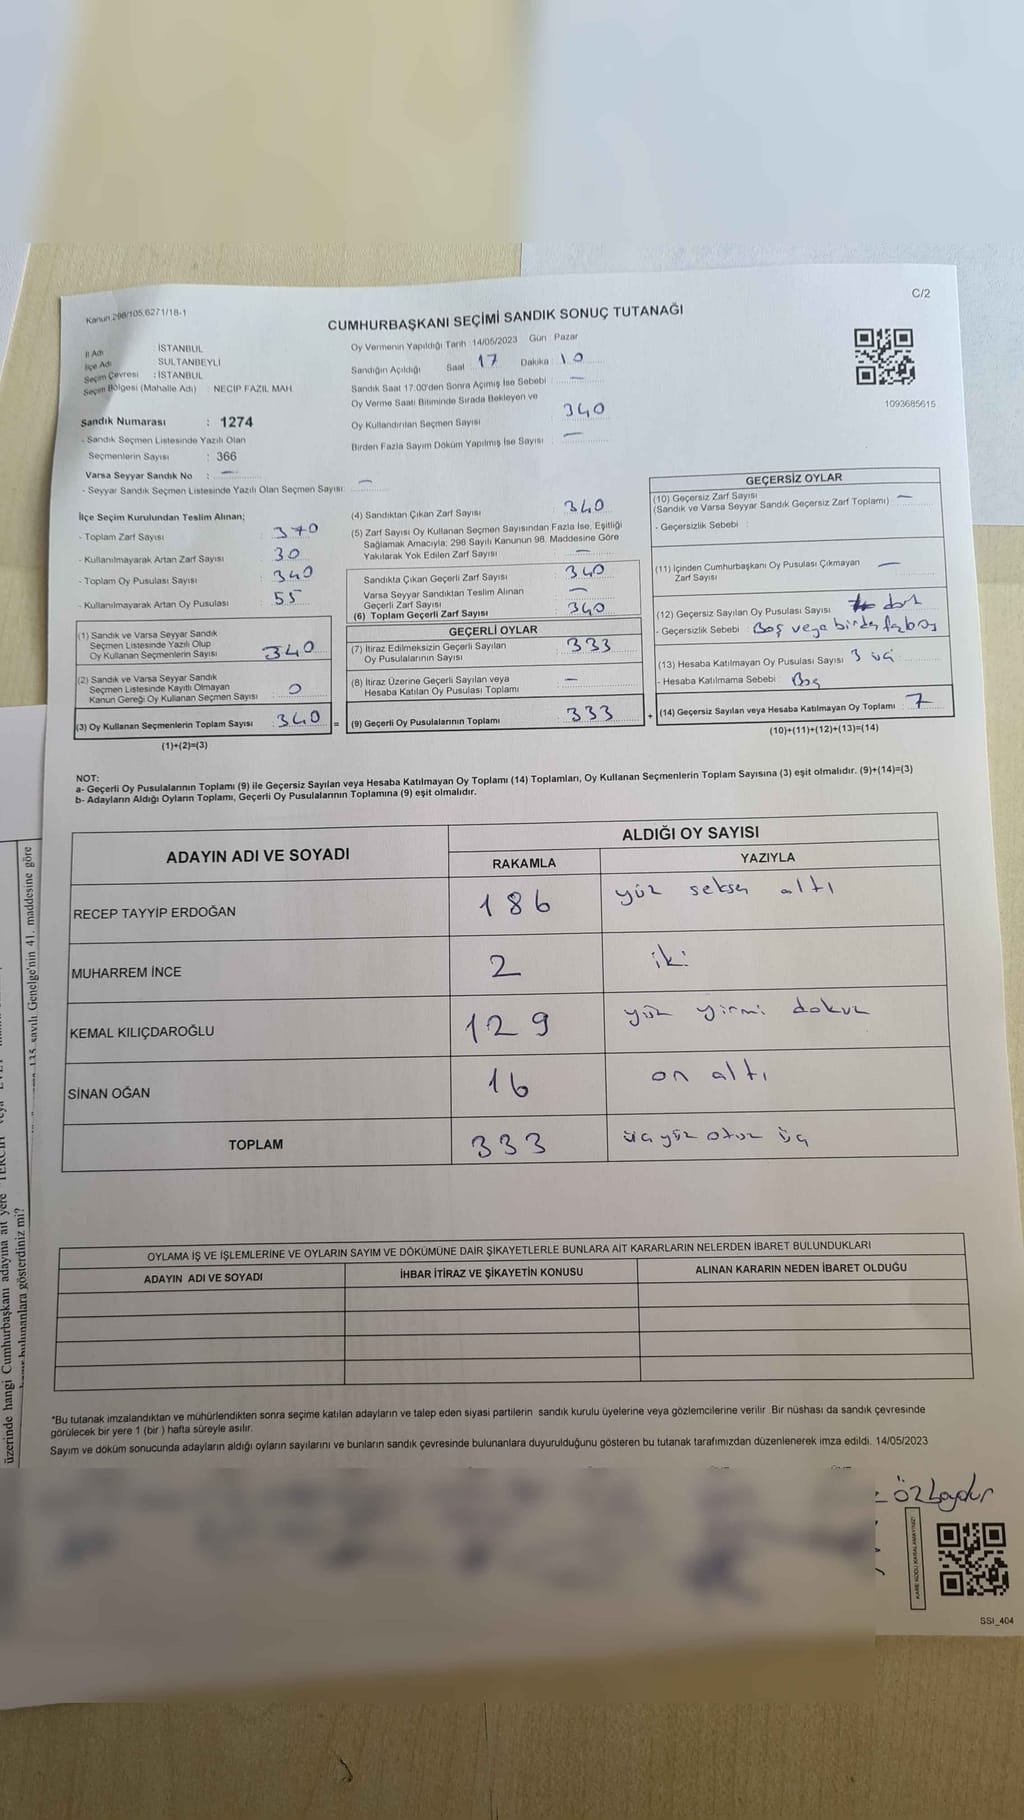 C/2
Kanun 298/105,6271/18-1
CUMHURBAŞKANI SEÇİMİ SANDIK SONUÇ TUTANAĞI
İl Adı : İSTANBUL
İlçe Adı : SULTANBEYLİ
Seçim Çevresi : İSTANBUL
Seçim Bölgesi (Mahalle Adı) : NECİP FAZIL MAH.
Sandık Numarası : 1274
- Sandık Seçmen Listesinde Yazılı Olan
Seçmenlerin Sayısı : 366
Varsa Seyyar Sandık No : —
- Seyyar Sandık Seçmen Listesinde Yazılı Olan Seçmen Sayısı: —
Oy Vermenin Yapıldığı Tarih : 14/05/2023 Gün : Pazar
Sandığın Açıldığı Saat 17 Dakika 10
Sandık Saat 17.00'den Sonra Açımış İse Sebebi : —
Oy Verme Saati Bitiminde Sırada Bekleyen ve
Oy Kullandırılan Seçmen Sayısı : 340
Birden Fazla Sayım Döküm Yapılmış İse Sayısı : —
1093685615
İlçe Seçim Kurulundan Teslim Alınan;
- Toplam Zarf Sayısı : 370
- Kullanılmayarak Artan Zarf Sayısı : 30
- Toplam Oy Pusulası Sayısı : 340
- Kullanılmayarak Artan Oy Pusulası : 55
(1) Sandık ve Varsa Seyyar Sandık
Seçmen Listesinde Yazılı Olup
Oy Kullanan Seçmenlerin Sayısı : 340
(2) Sandık ve Varsa Seyyar Sandık
Seçmen Listesinde Kayıtlı Olmayan
Kanun Gereği Oy Kullanan Seçmen Sayısı : 0
(3) Oy Kullanan Seçmenlerin Toplam Sayısı : 340
(1)+(2)=(3)
(4) Sandıktan Çıkan Zarf Sayısı : 340
(5) Zarf Sayısı Oy Kullanan Seçmen Sayısından Fazla İse, Eşitliği
Sağlamak Amacıyla; 298 Sayılı Kanunun 98. Maddesine Göre
Yakılarak Yok Edilen Zarf Sayısı : —
Sandıkta Çıkan Geçerli Zarf Sayısı : 340
Varsa Seyyar Sandıktan Teslim Alınan
Geçerli Zarf Sayısı : —
(6) Toplam Geçerli Zarf Sayısı : 340
GEÇERLİ OYLAR
(7) İtiraz Edilmeksizin Geçerli Sayılan
Oy Pusulalarının Sayısı : 333
(8) İtiraz Üzerine Geçerli Sayılan veya
Hesaba Katılan Oy Pusulası Toplamı : —
= (9) Geçerli Oy Pusulalarının Toplamı : 333 +
GEÇERSİZ OYLAR
(10) Geçersiz Zarf Sayısı
(Sandık ve Varsa Seyyar Sandık Geçersiz Zarf Toplamı) : —
- Geçersizlik Sebebi :
(11) İçinden Cumhurbaşkanı Oy Pusulası Çıkmayan
Zarf Sayısı : —
(12) Geçersiz Sayılan Oy Pusulası Sayısı : dört
- Geçersizlik Sebebi : Boş veya birden fazla
(13) Hesaba Katılmayan Oy Pusulası Sayısı : 3 üç
- Hesaba Katılmama Sebebi : Boş
(14) Geçersiz Sayılan veya Hesaba Katılmayan Oy Toplamı : 7
(10)+(11)+(12)+(13)=(14)
NOT:
a- Geçerli Oy Pusulalarının Toplamı (9) ile Geçersiz Sayılan veya Hesaba Katılmayan Oy Toplamı (14) Toplamları, Oy Kullanan Seçmenlerin Toplam Sayısına (3) eşit olmalıdır. (9)+(14)=(3)
b- Adayların Aldığı Oyların Toplamı, Geçerli Oy Pusulalarının Toplamına (9) eşit olmalıdır.
ADAYIN ADI VE SOYADI
ALDIĞI OY SAYISI
RAKAMLA YAZIYLA
RECEP TAYYİP ERDOĞAN 186 yüz seksen altı
MUHARREM İNCE 2 iki
KEMAL KILIÇDAROĞLU 129 yüz yirmi dokuz
SİNAN OĞAN 16 on altı
TOPLAM 333 üçyüz otuz üç
OYLAMA İŞ VE İŞLEMLERİNE VE OYLARIN SAYIM VE DÖKÜMÜNE DAİR ŞİKAYETLERLE BUNLARA AİT KARARLARIN NELERDEN İBARET BULUNDUKLARI
ADAYIN ADI VE SOYADI İHBAR İTİRAZ VE ŞİKAYETİN KONUSU ALINAN KARARIN NEDEN İBARET OLDUĞU
*Bu tutanak imzalandıktan ve mühürlendikten sonra seçime katılan adayların ve talep eden siyasi partilerin sandık kurulu üyelerine veya gözlemcilerine verilir .Bir nüshası da sandık çevresinde
görülecek bir yere 1 (bir ) hafta süreyle asılır.
Sayım ve döküm sonucunda adayların aldığı oyların sayılarını ve bunların sandık çevresinde bulunanlara duyurulduğunu gösteren bu tutanak tarafımızdan düzenlenerek imza edildi. 14/05/2023
KARE KODU KARALAMAYINIZ!
SSI_404
135 sayılı Genelge'nin 41. maddesine göre
üzerinde hangi Cumhurbaşkanı adayına ait yere "TERCİH veya EVET
bulunanlara gösterdiniz mi?